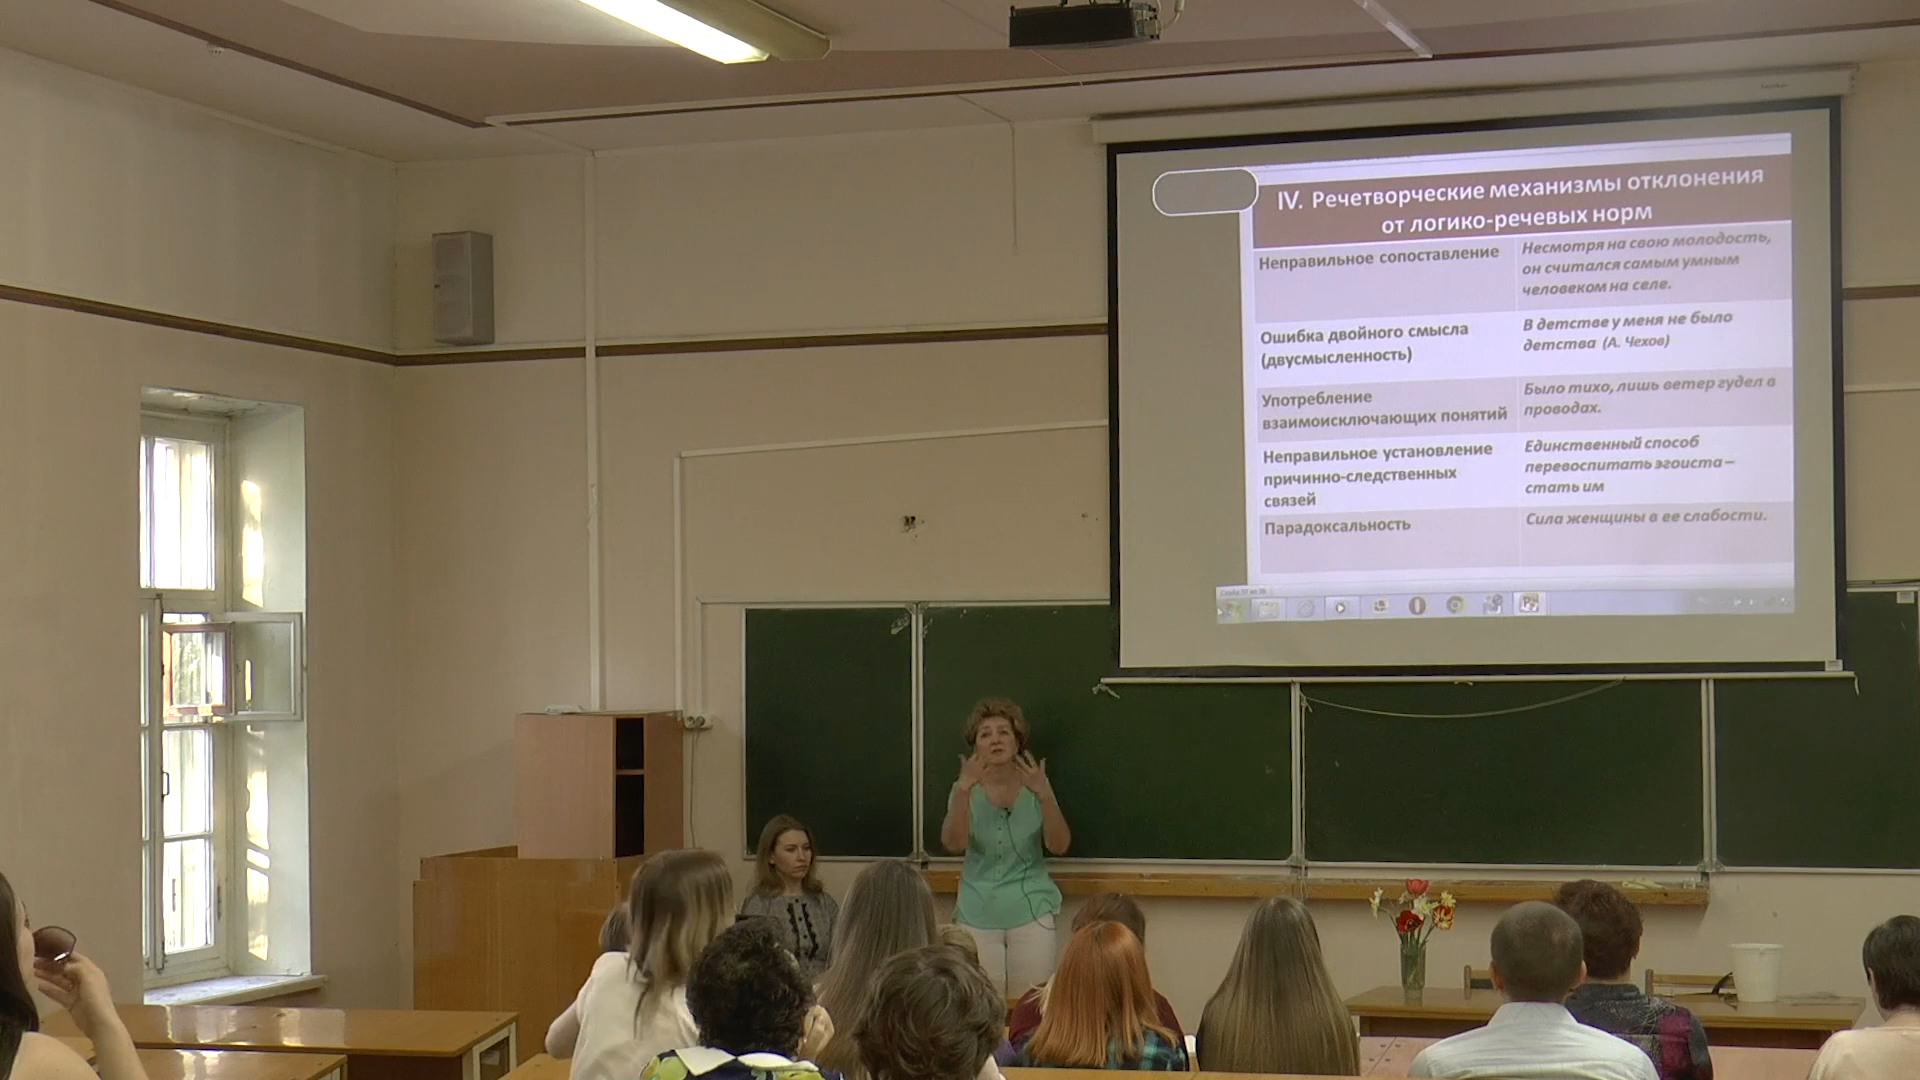 IV. Речетворческие механизмы отклонения
от логико-речевых норм
Неправильное сопоставление
Несмотря на свою молодость,
он считался самым умным
человеком на селе.
Ошибка двойного смысла
(двусмысленность)
В детстве у меня не было
детства (А. Чехов)
Употребление
взаимоисключающих понятий
Было тихо, лишь ветер гудел в
проводах.
Неправильное установление
причинно-следственных
связей
Единственный способ
перевоспитать эгоиста –
стать им
Парадоксальность
Сила женщины в ее слабости.